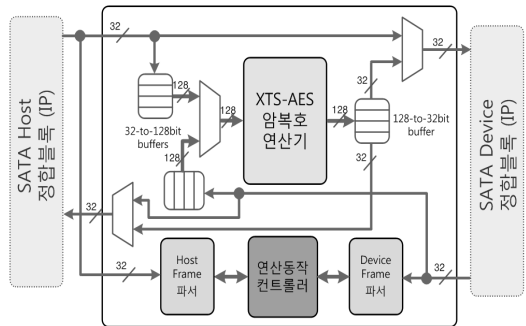 32
32
32
SATA Host
정합블록 (IP)
SATA Device
정합블록 (IP)
32
128
128
XTS-AES
암복호
연산기
128
128-to-32bit
buffer
32-to-128bit
buffers
128
32
32
32
32
Host
Frame
파서
연산동작
컨트롤러
Device
Frame
파서
32